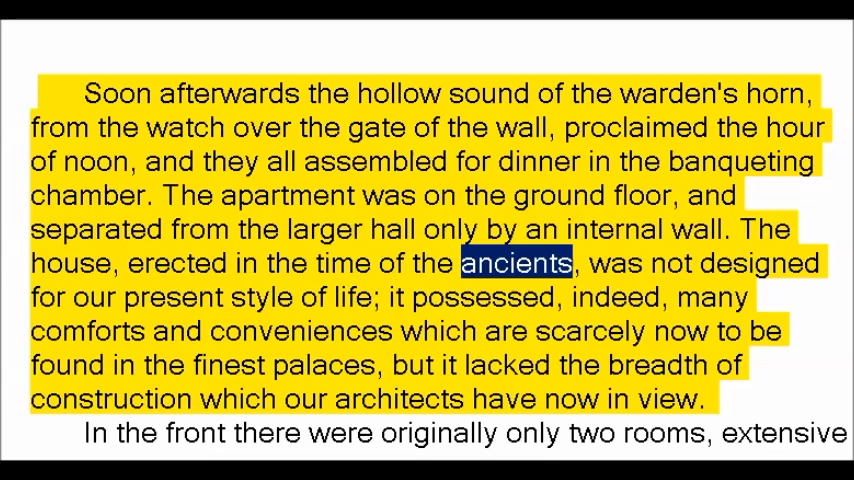 Soon afterwards the hollow sound of the warden's horn,
from the watch over the gate of the wall, proclaimed the hour
of noon, and they all assembled for dinner in the banqueting
chamber. The apartment was on the ground floor, and
separated from the larger hall only by an internal wall. The
house, erected in the time of the ancients, was not designed
for our present style of life; it possessed, indeed, many
comforts and conveniences which are scarcely now to be
found in the finest palaces, but it lacked the breadth of
construction which our architects have now in view.
In the front there were originally only two rooms, extensive